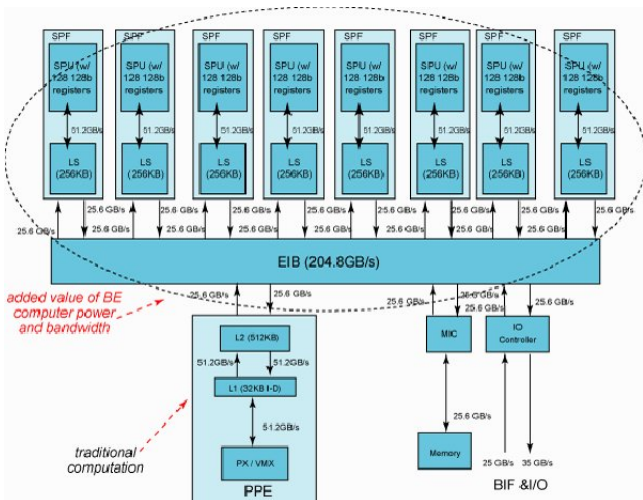 SPF SPF SPF SPF SPF SPF SPF SPF
SPU (w/ SPU (w/ SPU (w/ SPU (w/ SPU (w/ SPU (w/ SPU (w/ SPU (w/
128 128b 128 128b 128 128b 128 128b 128 128b 128 128b 128 128b 128 128b
registers registers registers registers registers registers registers registers
51.2GB/s 51.2GB/s 51.2GB/s 51.2GB/s 51.2GB/s 51.2GB/s 51.2GB/s 51.2GB/s
LS LS LS LS LS LS LS LS
(256KB) (256KB) (256KB) (256KB) (256KB) (256KB) (256KB) (256KB)
25.6 GB/s 25.6 GB/s 25.6 GB/s 25.6 GB/s 25.6 GB/s 25.6 GB/s 25.6 GB/s 25.6 GB/s
25.6 GB/s 25.6 GB/s 25.6 GB/s 25.6 GB/s 25.6 GB/s 25.6 GB/s 25.6 GB/s 25.6 GB/s
EIB (204.8GB/s)
added value of BE
computer power
and bandwidth
25.6 GB/s 25.6 GB/s 25.6 GB/s 25.6 GB/s 25.6 GB/s
25.6 GB/s
L2 (512KB)
51.2GB/s 51.2GB/s
L1 (32KB I-D)
51.2GB/s
PX / VMX
PPE
traditional
computation
MIC
IO
Controller
25.6 GB/s
Memory
25 GB/s 35 GB/s
BIF &I/O